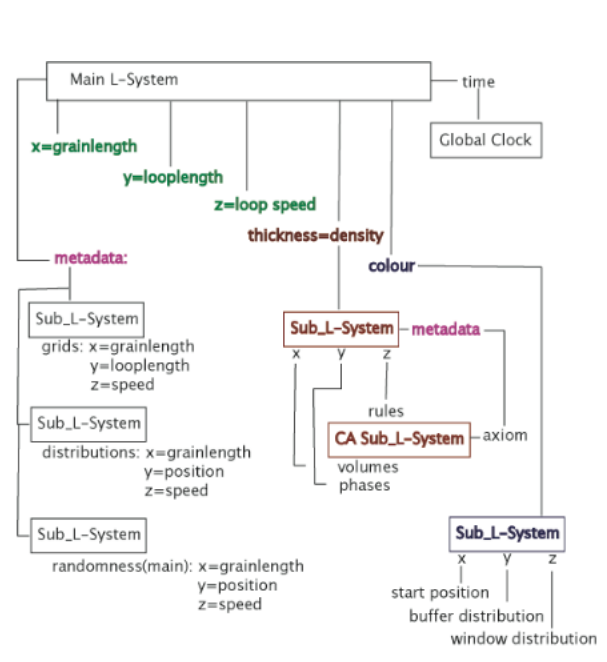 Main L-System
time
Global Clock
x=grainlength
y=looplength
z=loop speed
thickness=density
metadata:
colour
Sub_L-System
grids: x=grainlength
y=looplength
z=speed
Sub_L-System
metadata
x y z
rules
Sub_L-System
distributions: x=grainlength
y=position
z=speed
CA Sub_L-System
axiom
volumes
phases
Sub_L-System
randomness(main): x=grainlength
y=position
z=speed
Sub_L-System
x y z
start position
buffer distribution
window distribution